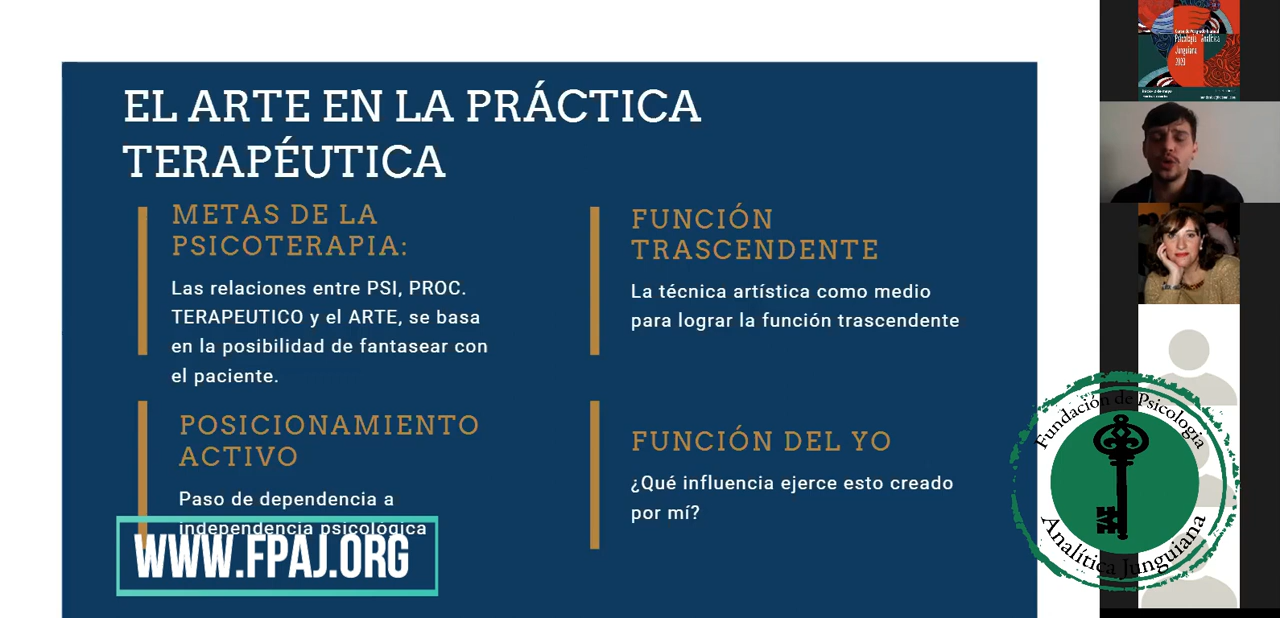 EL ARTE EN LA PRÁCTICA
TERAPÉUTICA
METAS DE LA
PSICOTERAPIA:
Las relaciones entre PSI, PROC.
TERAPEUTICO y el ARTE, se basa
en la posibilidad de fantasear con
el paciente.
FUNCIÓN
TRASCENDENTE
La técnica artística como medio
para lograr la función trascendente
POSICIONAMIENTO
ACTIVO
Paso de dependencia a
independencia psicológica
FUNCIÓN DEL YO
¿Qué influencia ejerce esto creado
por mí?
WWW.FPAJ.ORG
Psicología Analítica
Junguiana
Fundación de Psicología
Analítica Junguiana